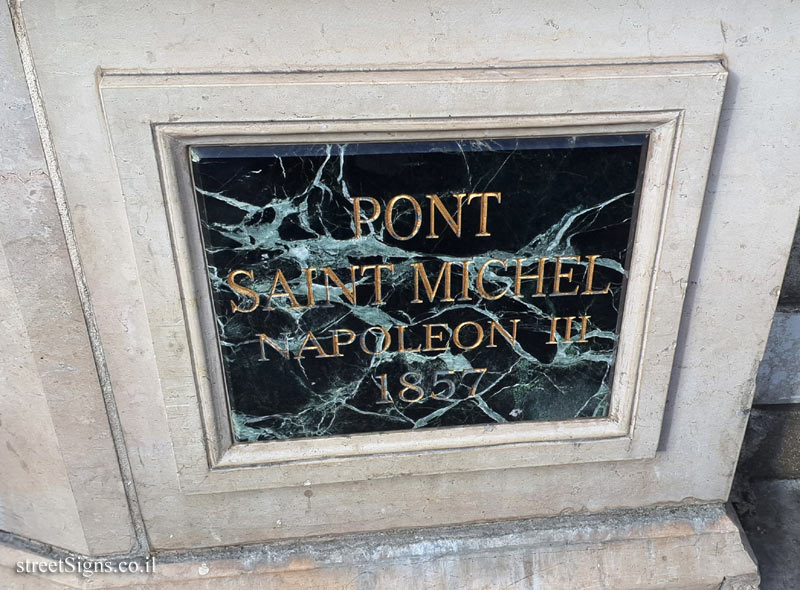 PONT
SAINT MICHEL
NAPOLEON III
1857
streetSigns.co.il